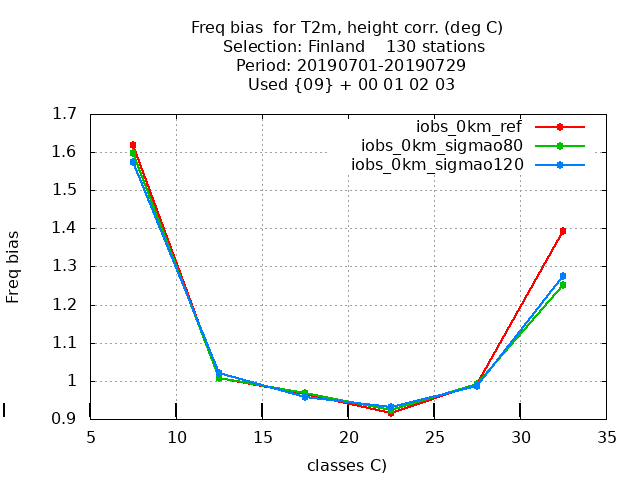 Freq bias  for T2m, height corr. (deg C)
Selection: Finland    130 stations
Period: 20190701-20190729
Used {09} + 00 01 02 03
iobs_0km_ref
iobs_0km_sigmao80
iobs_0km_sigmao120
Freq bias
1.7
1.6
1.5
1.4
1.3
1.2
1.1
1
0.9
5 10 15 20 25 30 35
classes C)